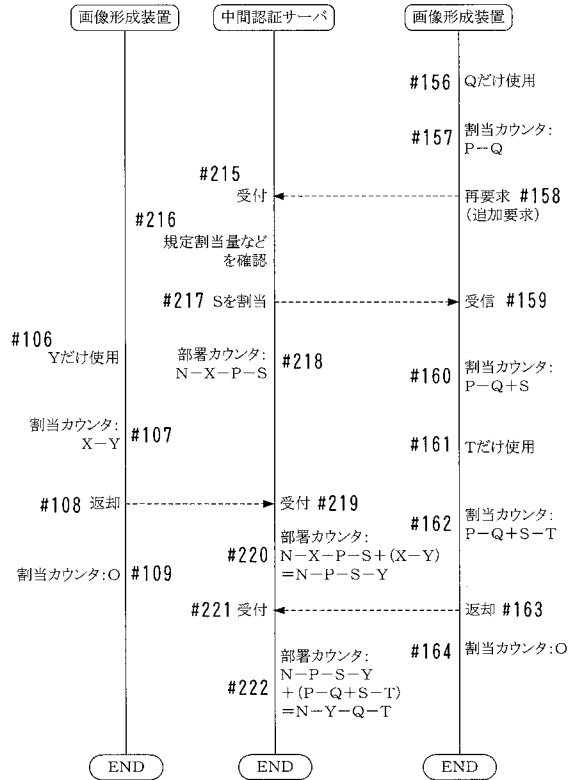 画像形成装置
中間認証サーバ
画像形成装置
#156 Qだけ使用
#157 割当カウンタ:
P-Q
#215
受付
再要求 #158
(追加要求)
#216
規定割当量など
を確認
#217 Sを割当
受信 #159
#106
Yだけ使用
部署カウンタ:
N-X-P-S
#218
#160 割当カウンタ:
P-Q+S
割当カウンタ:
X-Y
#107
#161 Tだけ使用
#108 返却
受付 #219
#162 割当カウンタ:
P-Q+S-T
#220 部署カウンタ:
N-X-P-S+(X-Y)
=N-P-S-Y
割当カウンタ:O #109
#221 受付
返却 #163
#164 割当カウンタ:O
#222 部署カウンタ:
N-P-S-Y
+(P-Q+S-T)
=N-Y-Q-T
END
END
END